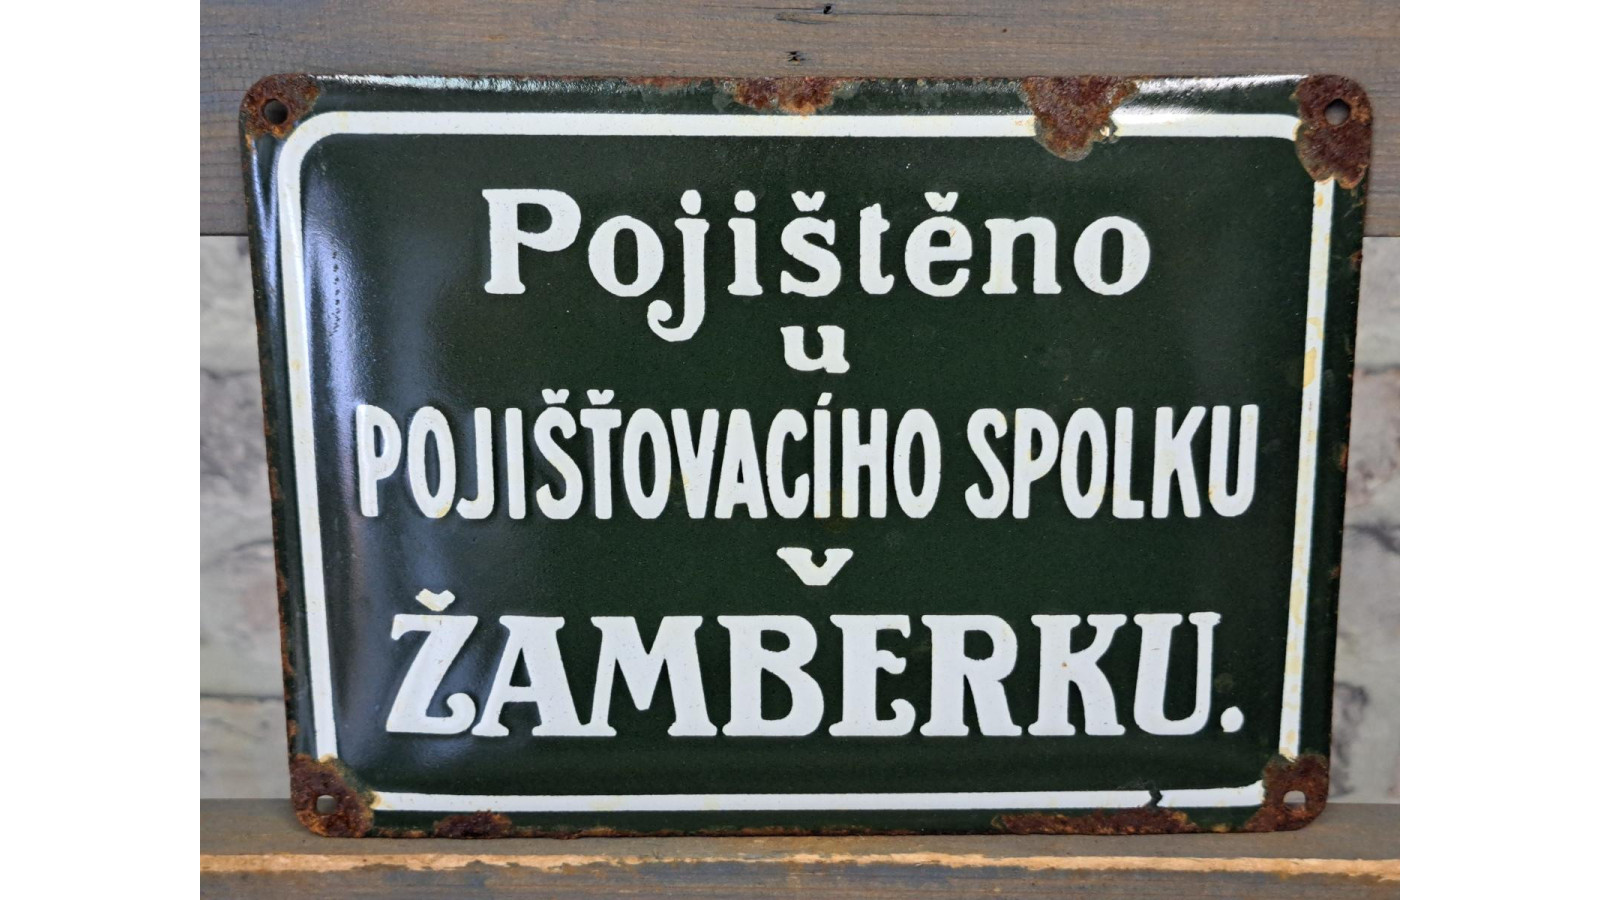 Pojištěno
u
POJIŠŤOVACÍHO SPOLKU
v
ŽAMBERKU.